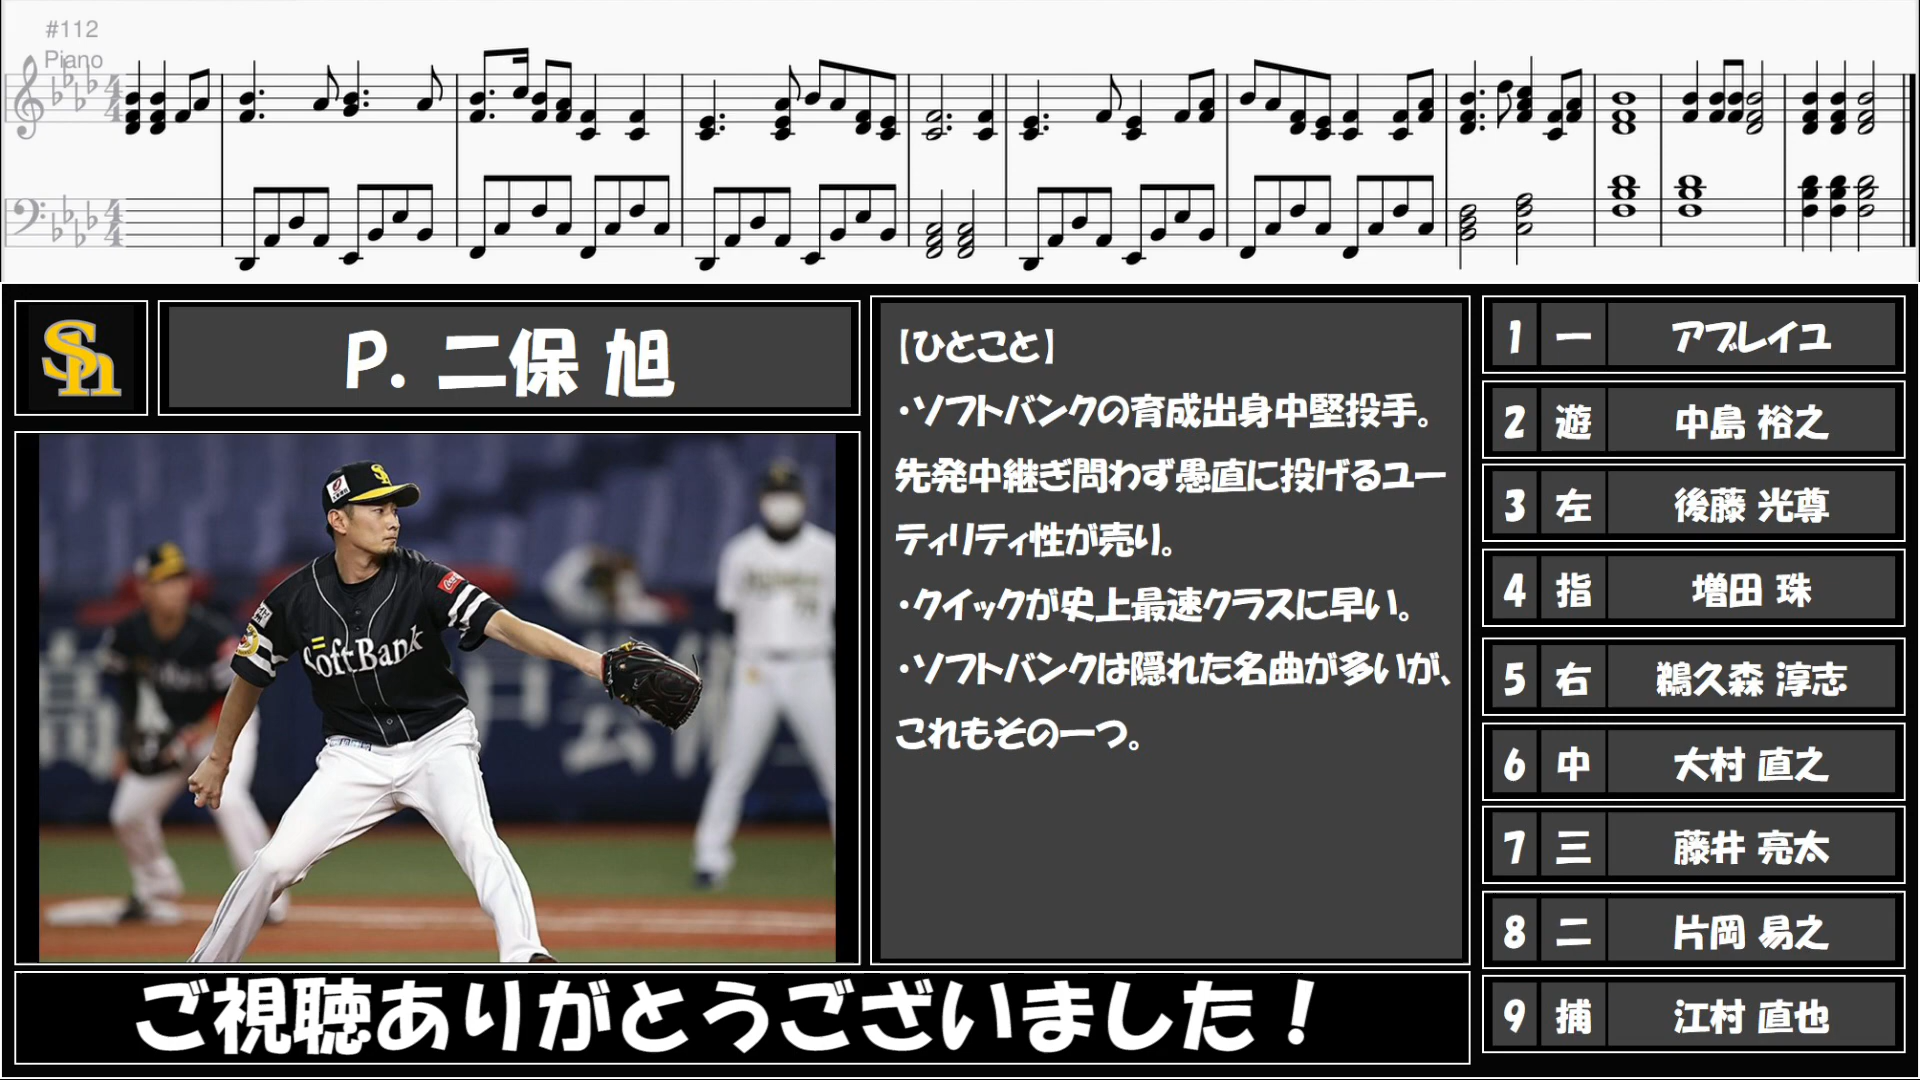 #112
Piano
Sh
P. 二保 旭
SoftBank
【ひとこと】
・ソフトバンクの育成出身中堅投手。
先発中継ぎ問わず愚直に投げるユー
ティリティ性が売り。
・クイックが史上最速クラスに早い。
・ソフトバンクは隠れた名曲が多いが、
これもその一つ。
1 一 アブレイユ
2 遊 中島 裕之
3 左 後藤 光尊
4 指 増田 珠
5 右 鵜久森 淳志
6 中 大村 直之
7 三 藤井 亮太
8 二 片岡 易之
9 捕 江村 直也
ご視聴ありがとうございました！